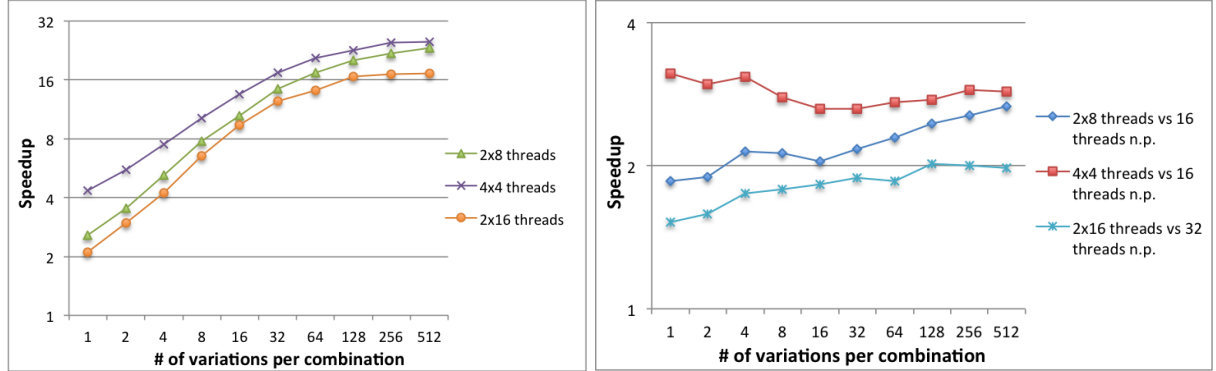 32
16
8
4
2
1
Speedup
1 2 4 8 16 32 64 128 256 512
# of variations per combination
2x8 threads
4x4 threads
2x16 threads
4
2
1
Speedup
1 2 4 8 16 32 64 128 256 512
# of variations per combination
2x8 threads vs 16
threads n.p.
4x4 threads vs 16
threads n.p.
2x16 threads vs 32
threads n.p.